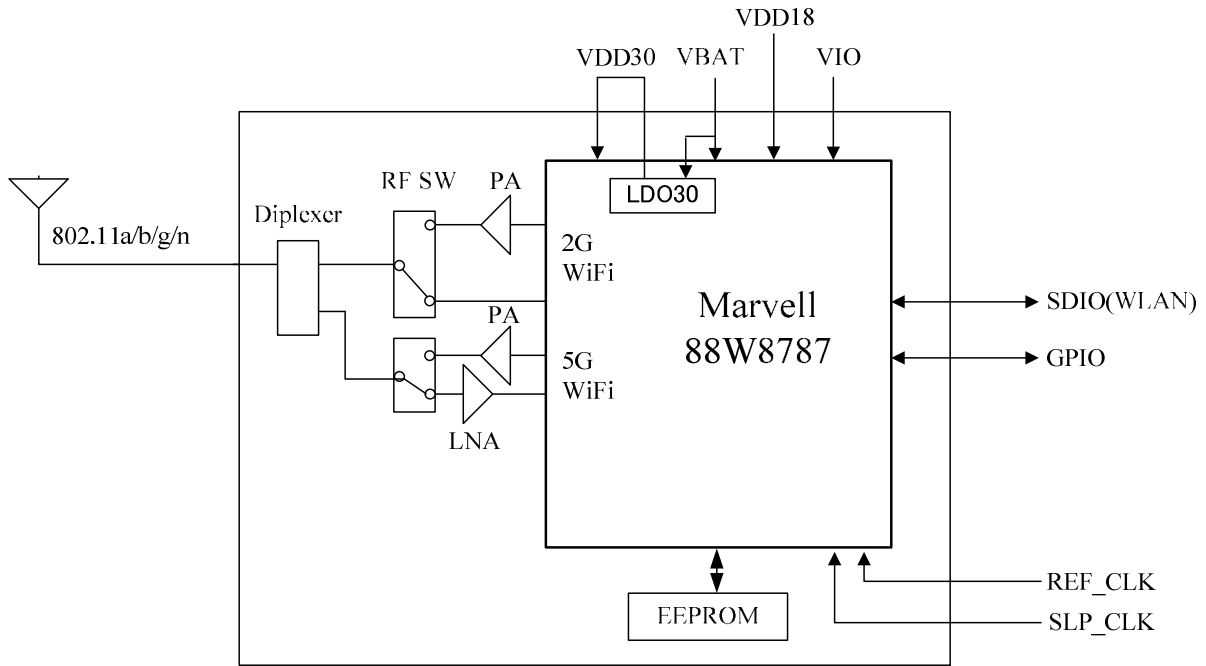 VDD18
VDD30
VBAT
VIO
RF SW
PA
LDO30
Diplexer
802.11a/b/g/n
2G
WiFi
Marvell
88W8787
SDIO(WLAN)
PA
5G
WiFi
GPIO
LNA
REF_CLK
EEPROM
SLP_CLK